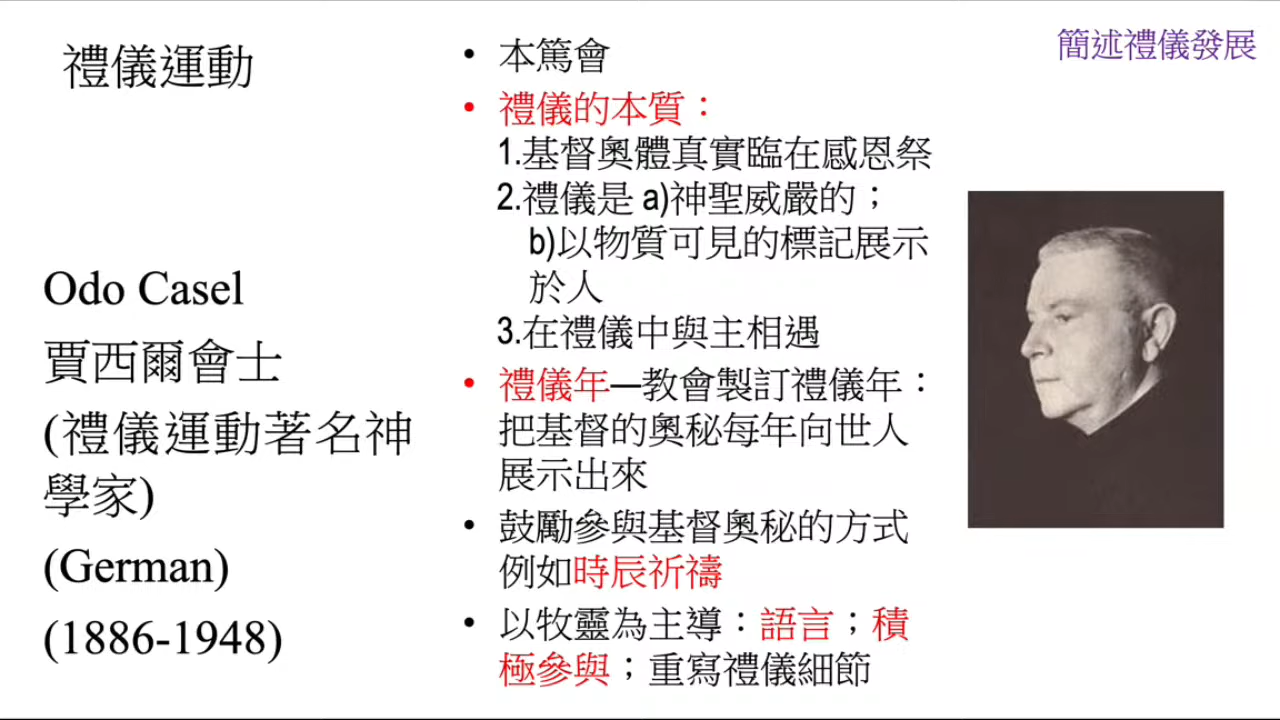 禮儀運動
Odo Casel
賈西爾會士
(禮儀運動著名神
學家)
(German)
(1886-1948)
• 本篤會
• 禮儀的本質：
1.基督奧體真實臨在感恩祭
2.禮儀是 a)神聖威嚴的；
b)以物質可見的標記展示
於人
3.在禮儀中與主相遇
• 禮儀年—教會製訂禮儀年：
把基督的奧秘每年向世人
展示出來
• 鼓勵參與基督奧秘的方式
例如時辰祈禱
• 以牧靈為主導：語言；積
極參與；重寫禮儀細節
簡述禮儀發展